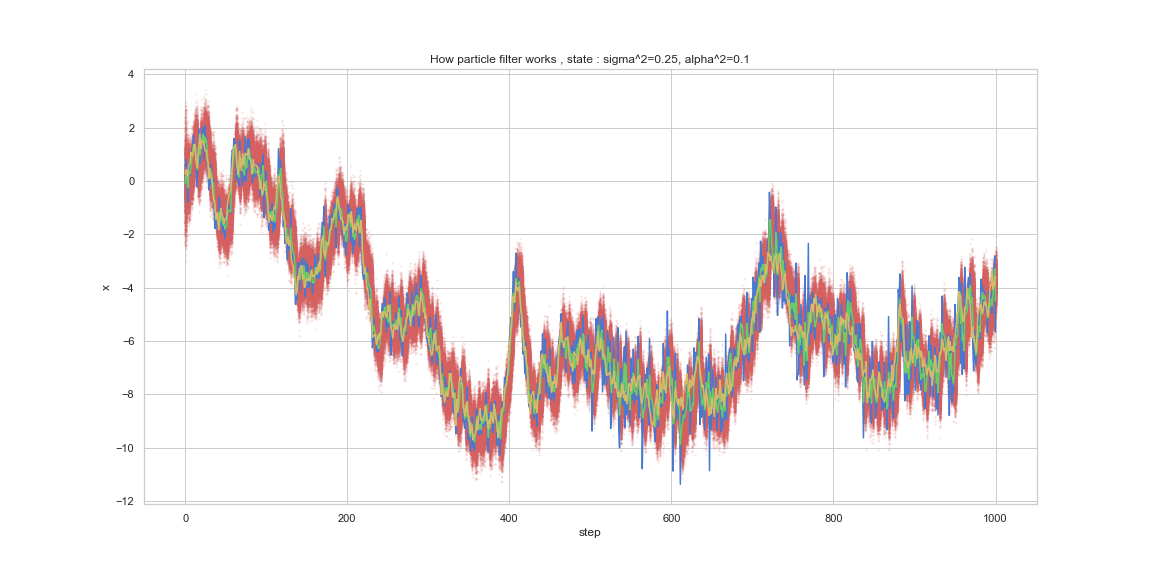 How particle filter works , state : sigma^2=0.25, alpha^2=0.1
4
2
0
−2
−4
−6
−8
−10
−12
x
0 200 400 600 800 1000
step